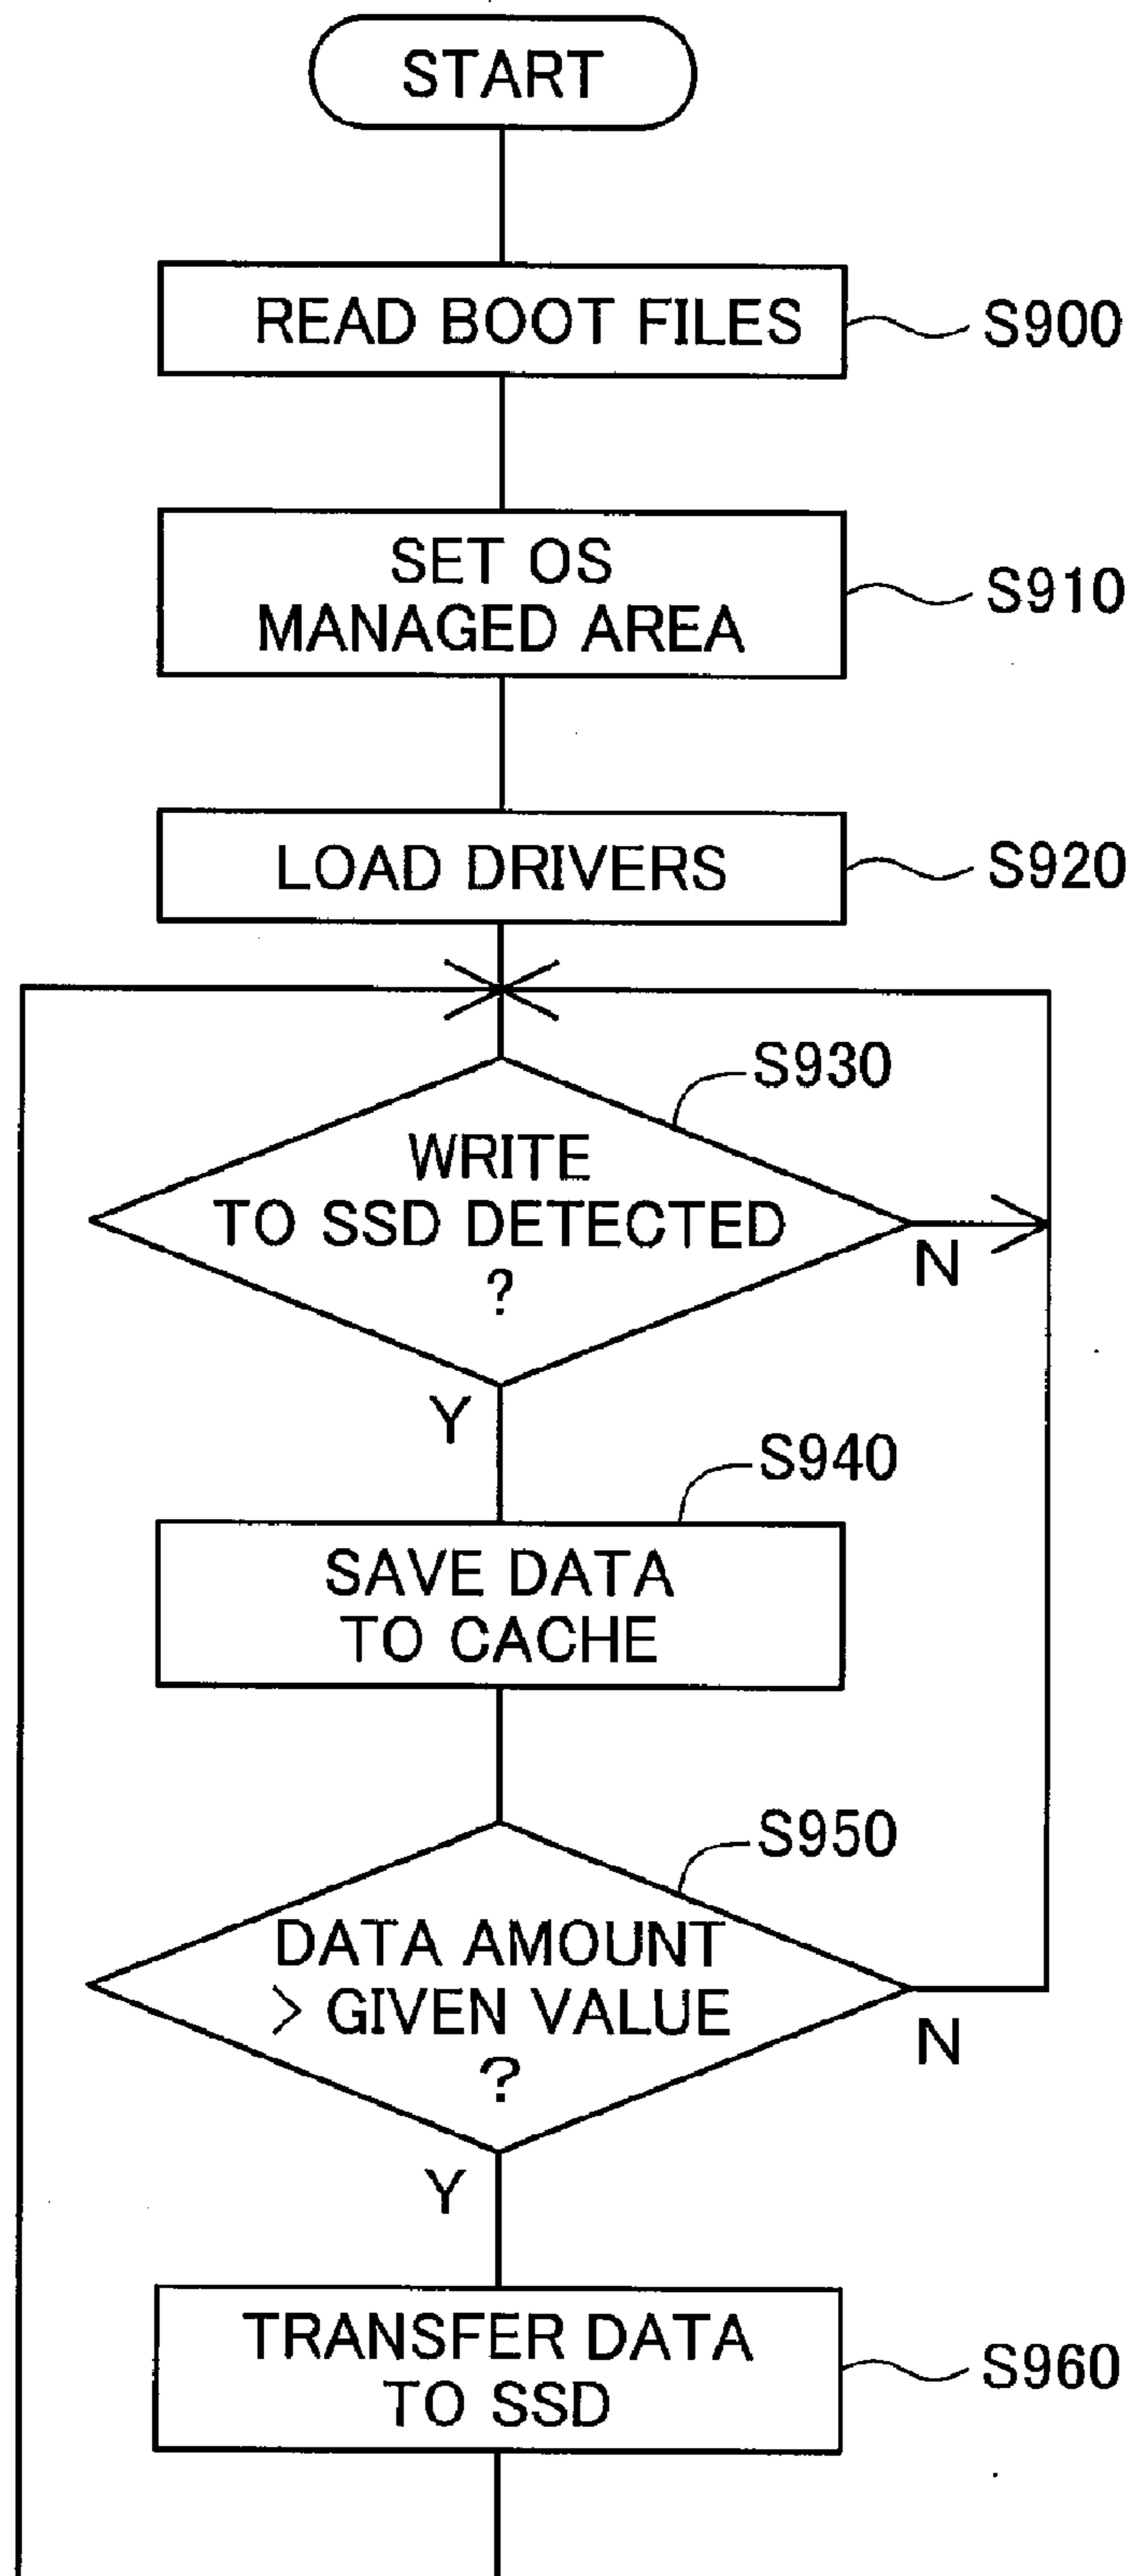 START
READ BOOT FILES
S900
SET OS
MANAGED AREA
S910
LOAD DRIVERS
S920
S930
WRITE
TO SSD DETECTED
?
N
Y
S940
SAVE DATA
TO CACHE
S950
DATA AMOUNT
> GIVEN VALUE
?
N
Y
TRANSFER DATA
TO SSD
S960